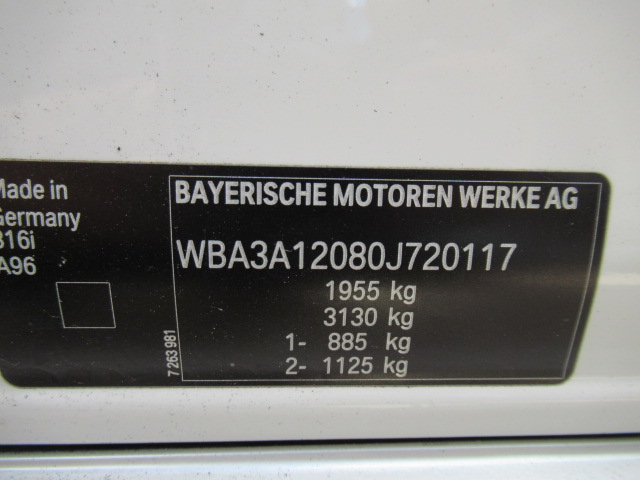 Made in
Germany
316i
A96
7 263 981
BAYERISCHE MOTOREN WERKE AG
WBA3A12080J720117
1955 kg
3130 kg
1- 885 kg
2- 1125 kg